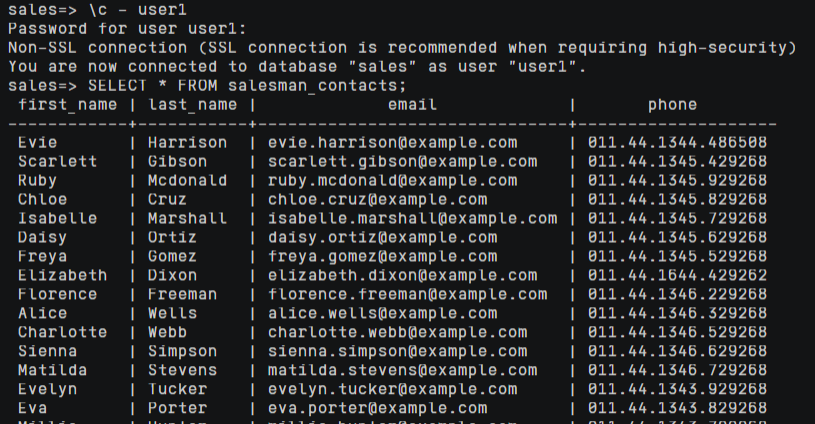 sales=> \c - user1
Password for user user1:
Non-SSL connection (SSL connection is recommended when requiring high-security)
You are now connected to database "sales" as user "user1".
sales=> SELECT * FROM salesman_contacts;
first_name | last_name | email | phone
------------+-----------+-------------------------------+--------------------
Evie | Harrison | evie.harrison@example.com | 011.44.1344.486508
Scarlett | Gibson | scarlett.gibson@example.com | 011.44.1345.429268
Ruby | Mcdonald | ruby.mcdonald@example.com | 011.44.1345.929268
Chloe | Cruz | chloe.cruz@example.com | 011.44.1345.829268
Isabelle | Marshall | isabelle.marshall@example.com | 011.44.1345.729268
Daisy | Ortiz | daisy.ortiz@example.com | 011.44.1345.629268
Freya | Gomez | freya.gomez@example.com | 011.44.1345.529268
Elizabeth | Dixon | elizabeth.dixon@example.com | 011.44.1644.429262
Florence | Freeman | florence.freeman@example.com | 011.44.1346.229268
Alice | Wells | alice.wells@example.com | 011.44.1346.329268
Charlotte | Webb | charlotte.webb@example.com | 011.44.1346.529268
Sienna | Simpson | sienna.simpson@example.com | 011.44.1346.629268
Matilda | Stevens | matilda.stevens@example.com | 011.44.1346.729268
Evelyn | Tucker | evelyn.tucker@example.com | 011.44.1343.929268
Eva | Porter | eva.porter@example.com | 011.44.1343.829268